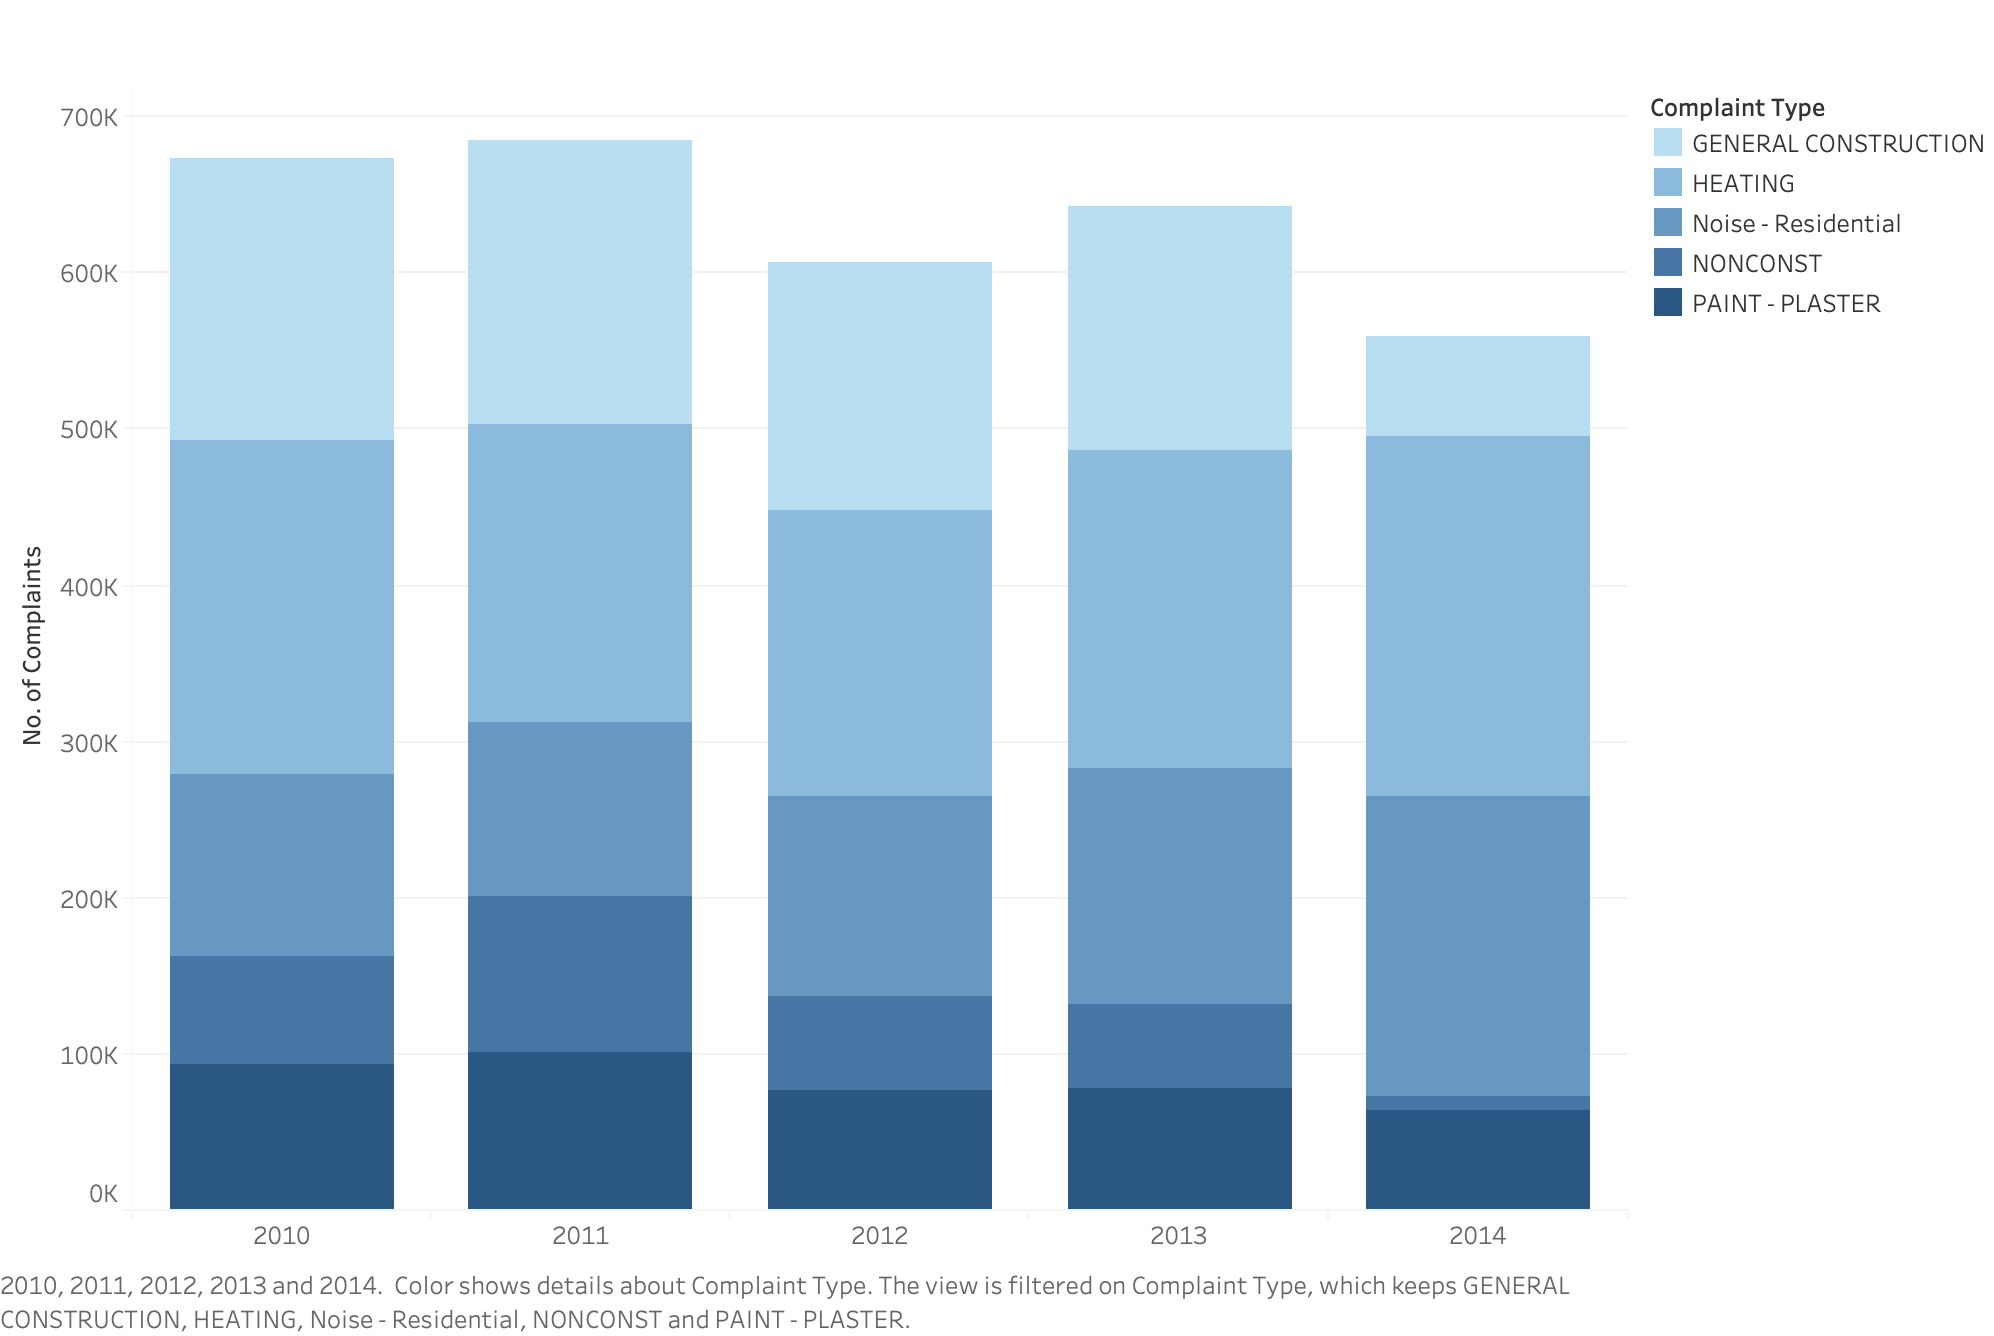 700K
600K
500K
400K
300K
200K
100K
0K
No. of Complaints
2010
2011
2012
2013
2014
Complaint Type
GENERAL CONSTRUCTION
HEATING
Noise - Residential
NONCONST
PAINT - PLASTER
2010, 2011, 2012, 2013 and 2014.  Color shows details about Complaint Type. The view is filtered on Complaint Type, which keeps GENERAL
CONSTRUCTION, HEATING, Noise - Residential, NONCONST and PAINT - PLASTER.